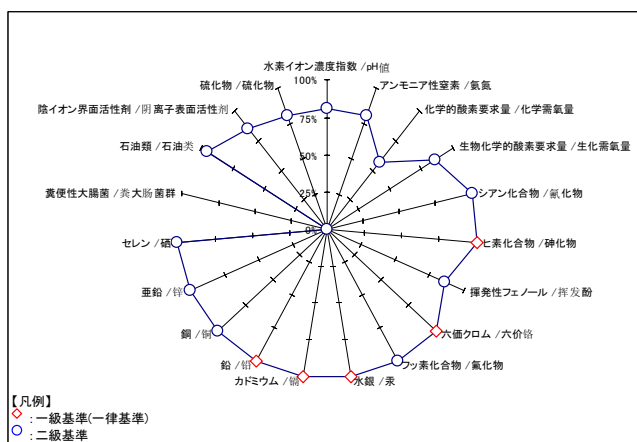 水素イオン濃度指数/pH値
100%
75%
50%
25%
0%
アンモニア性窒素/氨氮
化学的酸素要求量/化学需氧量
生物化学的酸素要求量/生化需氧量
シアン化合物/氰化物
ヒ素化合物/砷化物
揮発性フェノール/挥发酚
六価クロム/六价铬
フッ素化合物/氟化物
水銀/汞
カドミウム/镉
鉛/铅
銅/铜
亜鉛/锌
セレン/硒
糞便性大腸菌/粪大肠菌群
石油類/石油类
陰イオン界面活性剤/阴离子表面活性剂
硫化物/硫化物
【凡例】
:一級基準(一律基準)
:二級基準